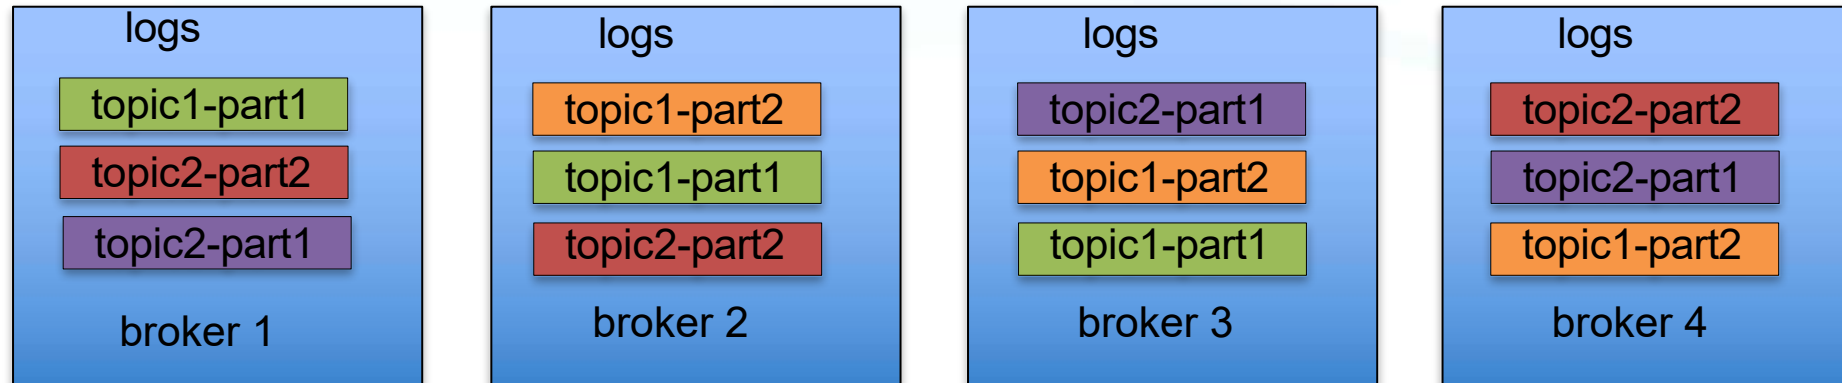 logs
topic1-part1
topic2-part2
topic2-part1
broker 1
logs
topic1-part2
topic1-part1
topic2-part2
broker 2
logs
topic2-part1
topic1-part2
topic1-part1
broker 3
logs
topic2-part2
topic2-part1
topic1-part2
broker 4